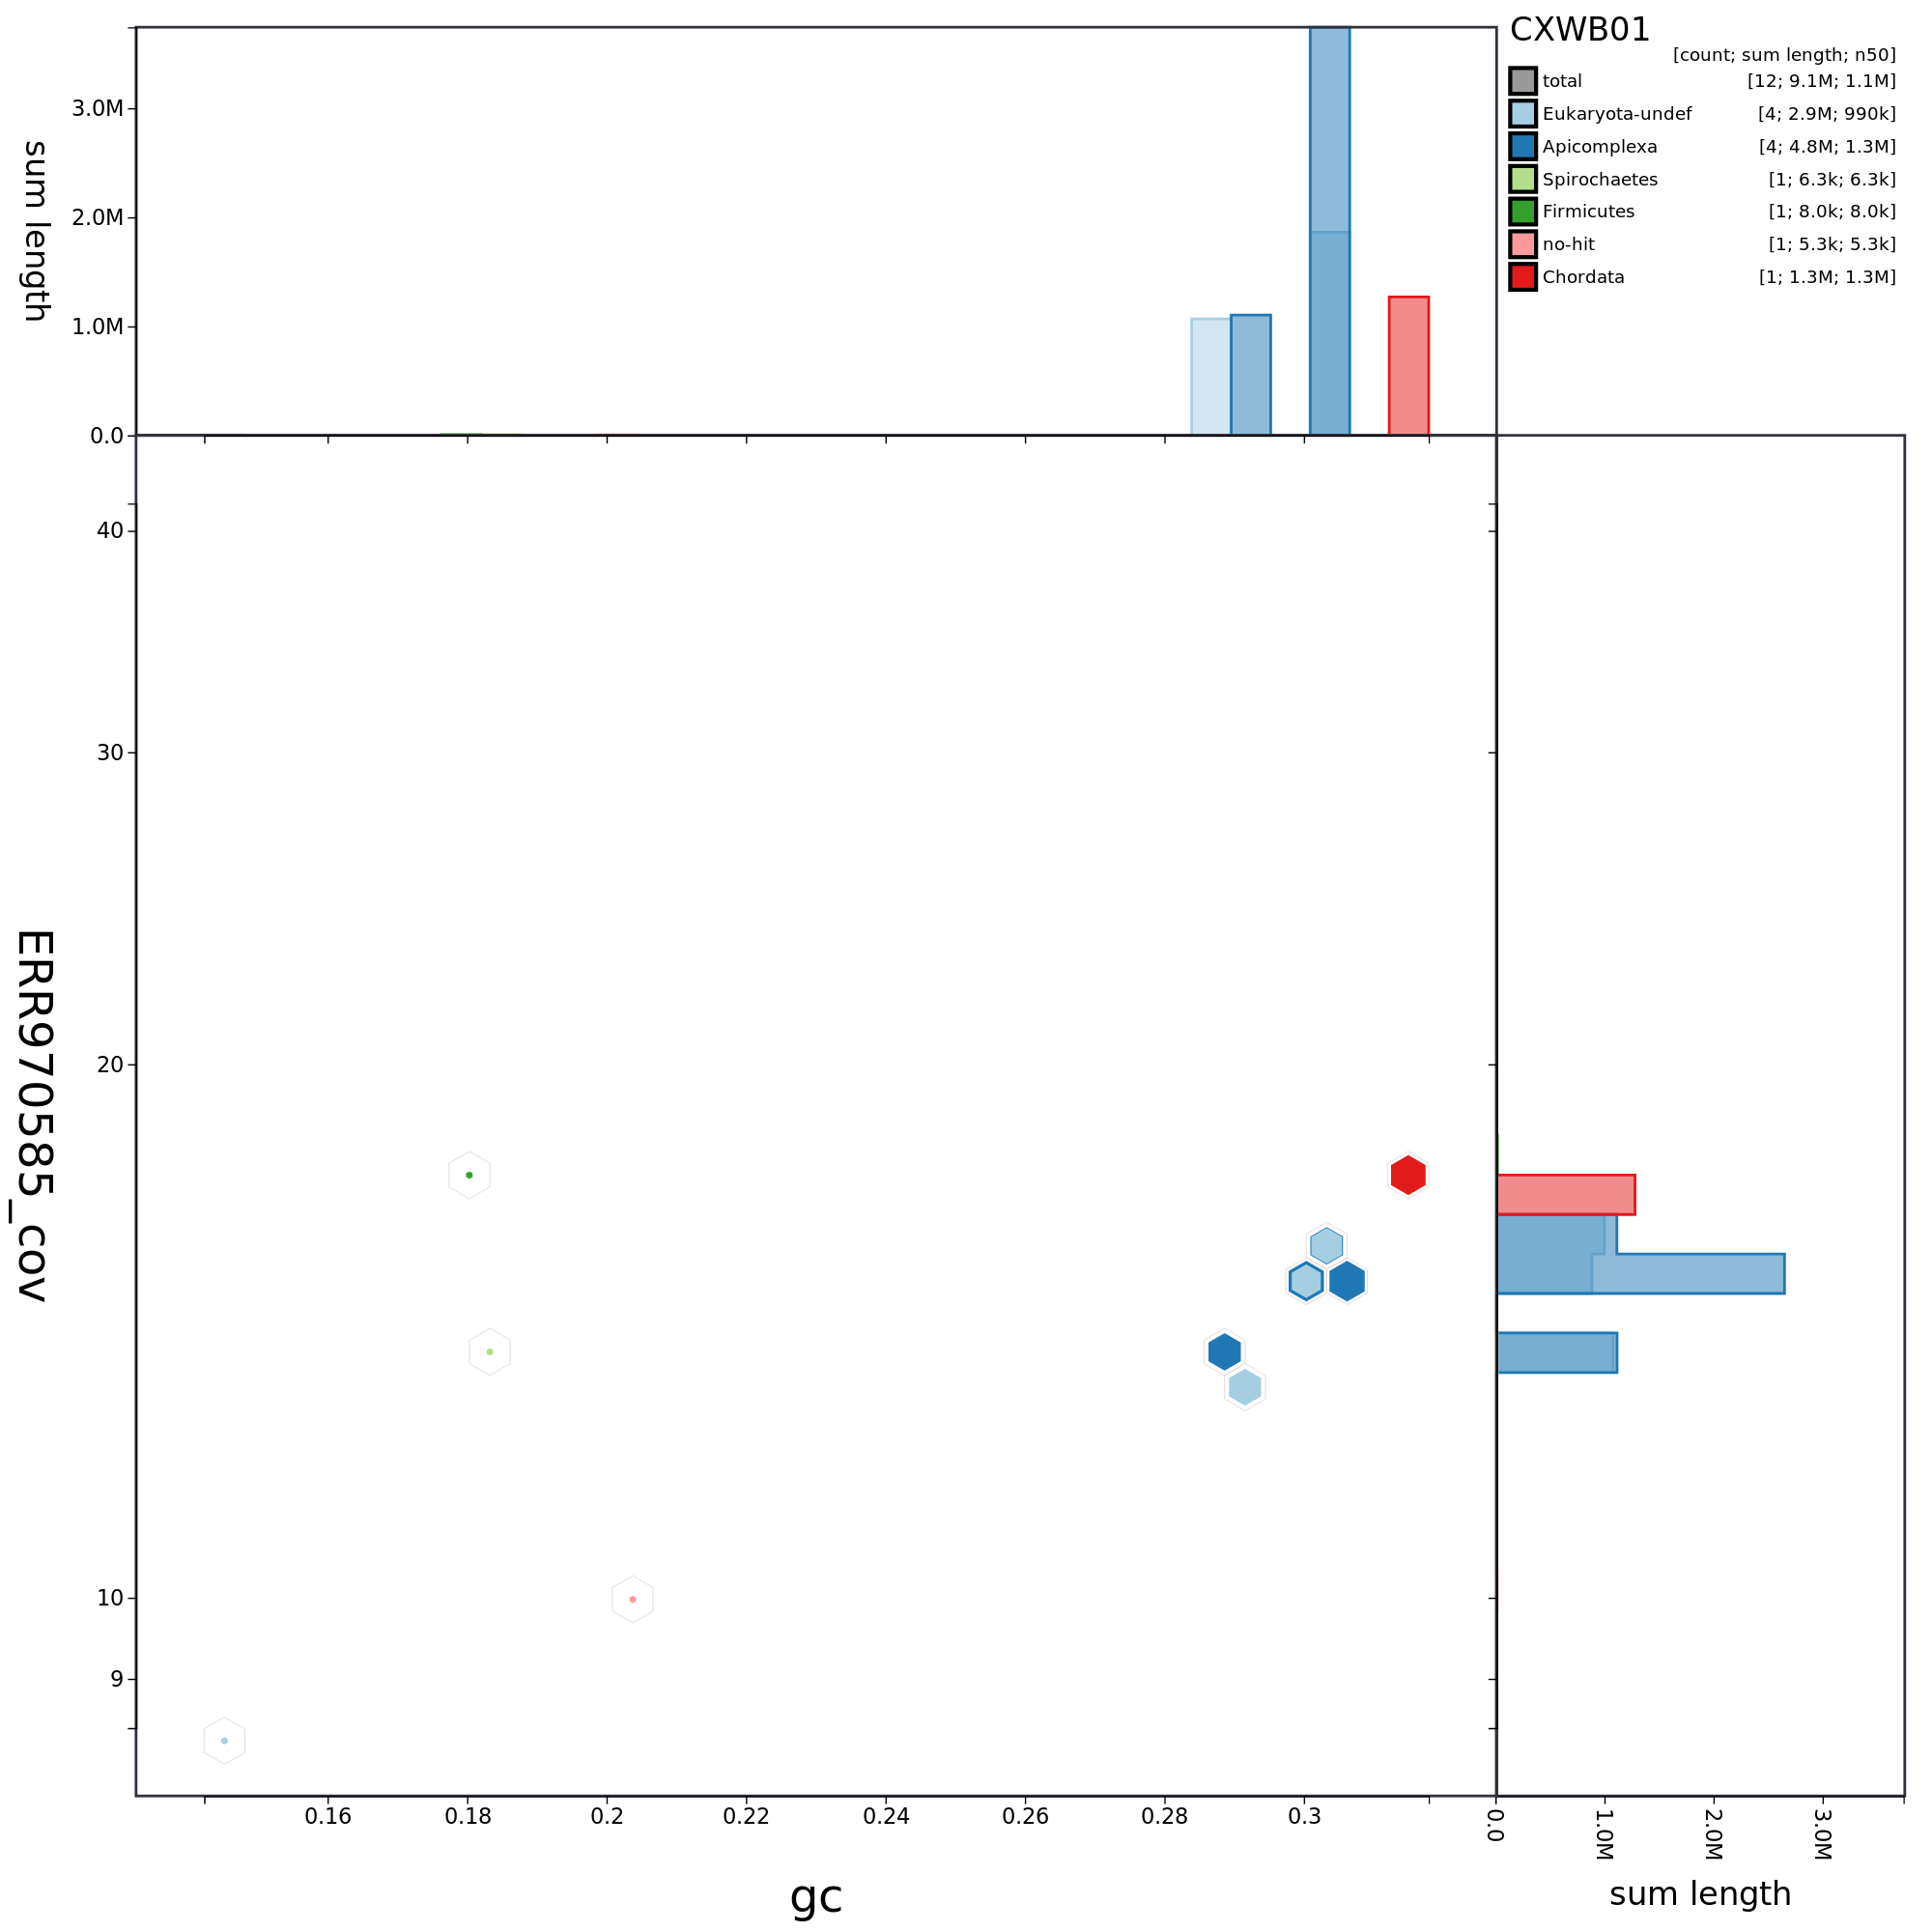 CXWB01
[count; sum length; n50]
total [12; 9.1M; 1.1M]
Eukaryota-undef [4; 2.9M; 990k]
Apicomplexa [4; 4.8M; 1.3M]
Spirochaetes [1; 6.3k; 6.3k]
Firmicutes [1; 8.0k; 8.0k]
no-hit [1; 5.3k; 5.3k]
Chordata [1; 1.3M; 1.3M]
sum length
3.0M
2.0M
1.0M
0.0
ERR970585_cov
40
30
20
10
9
0.16 0.18 0.2 0.22 0.24 0.26 0.28 0.3
gc
0.0 1.0M 2.0M 3.0M
sum length